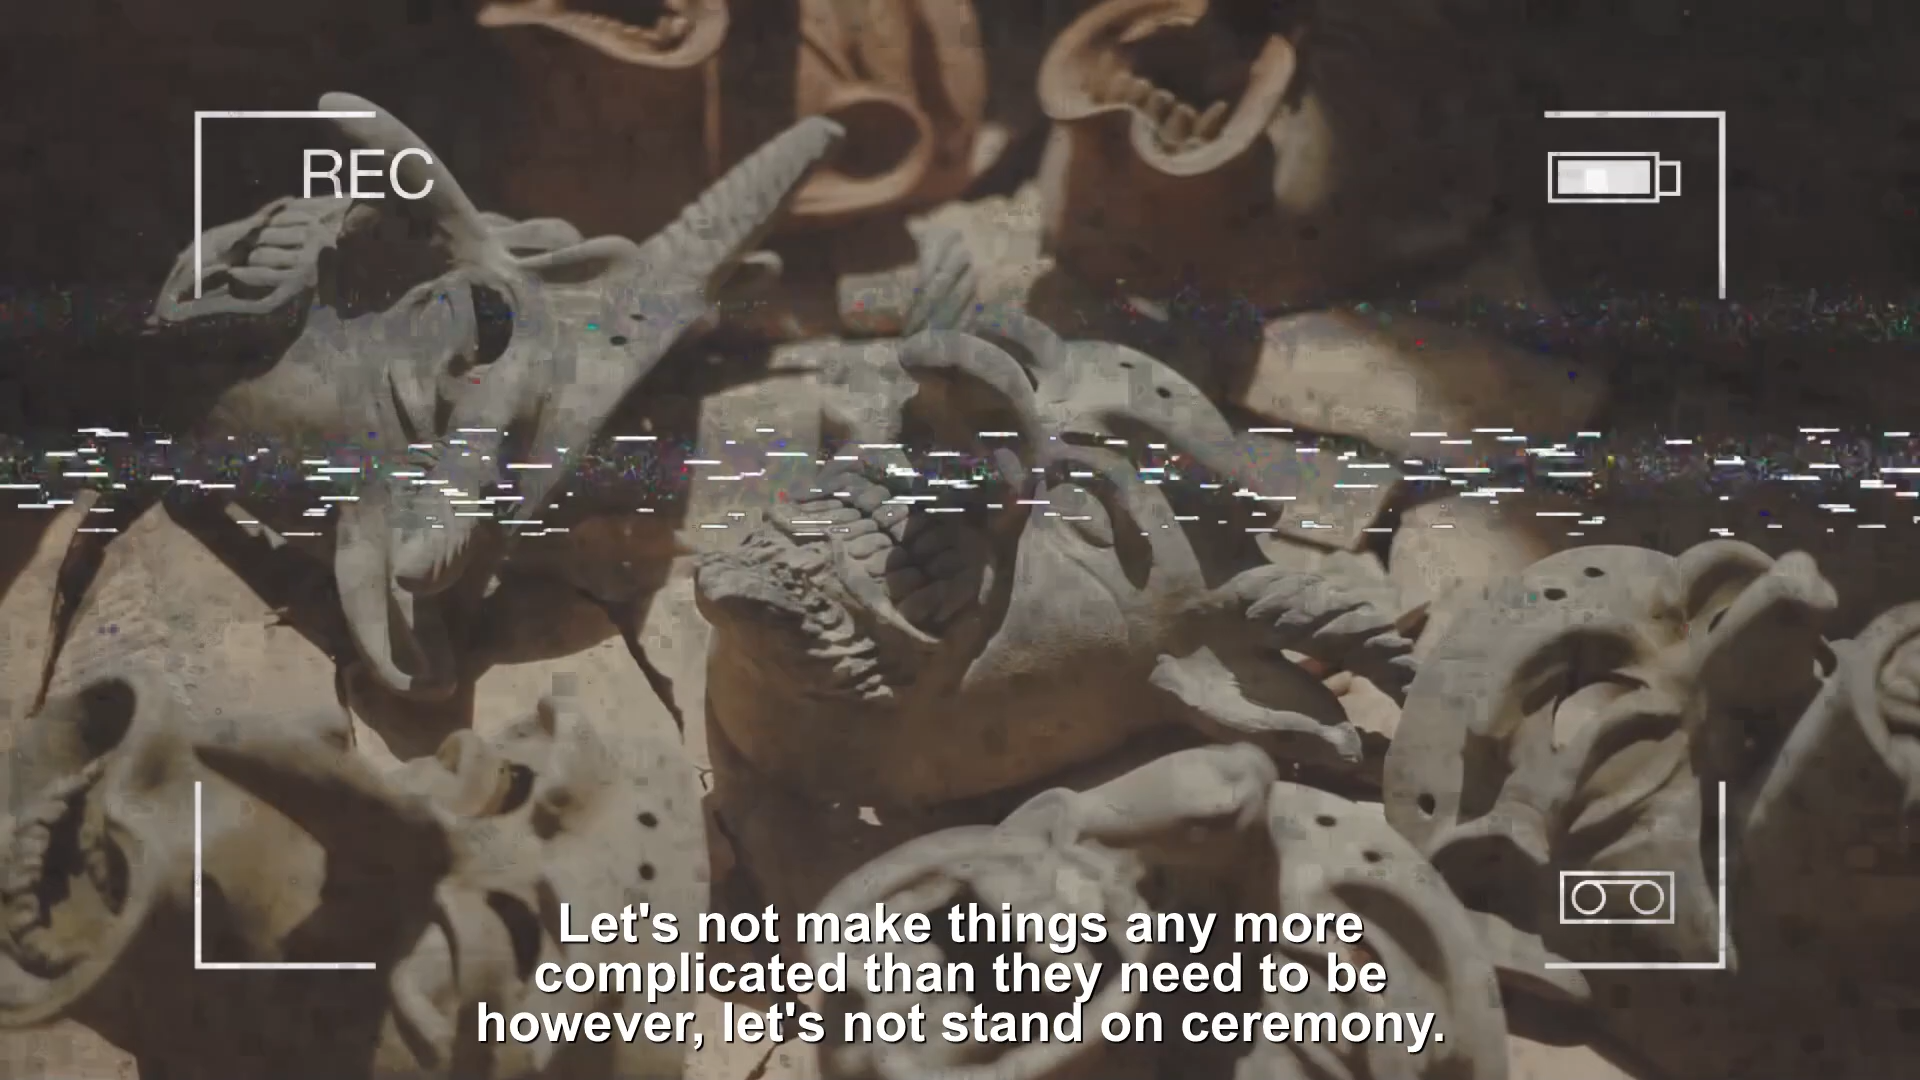 REC
Let's not make things any more
complicated than they need to be
however, let's not stand on ceremony.